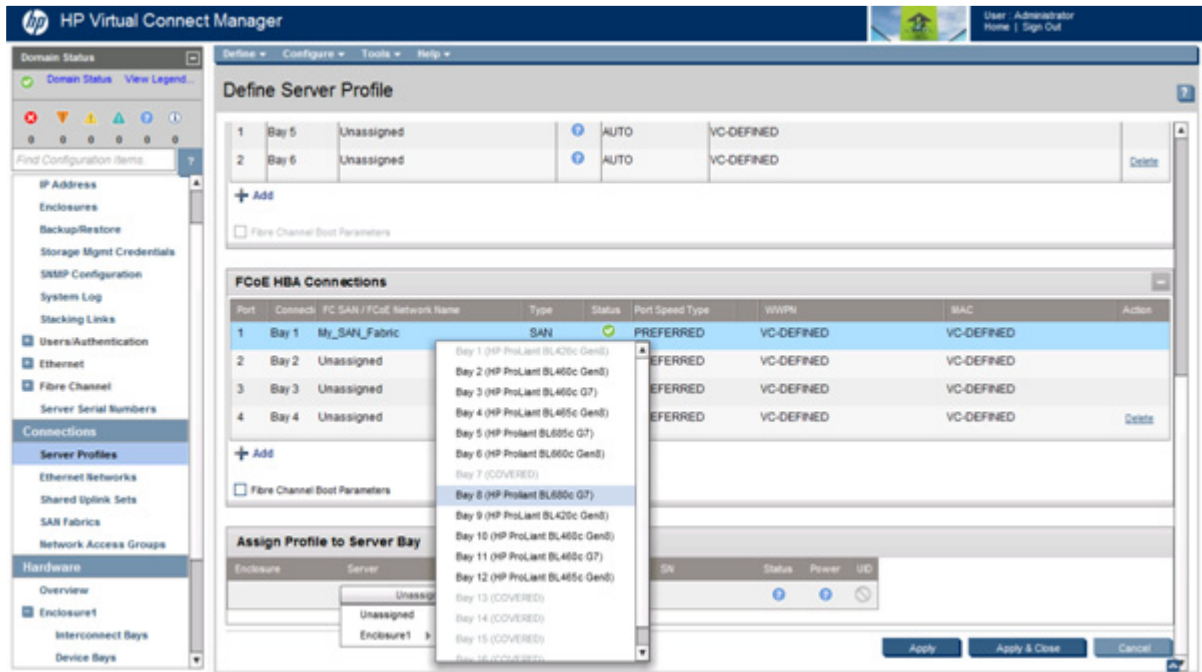 hp HP Virtual Connect Manager
User : Administrator
Home | Sign Out
Domain Status
Domain Status View Legend...
0 0 0 0 0 0
Find Configuration Items. ?
IP Address
Enclosures
Backup/Restore
Storage Mgmt Credentials
SNMP Configuration
System Log
Stacking Links
Users/Authentication
Ethernet
Fibre Channel
Server Serial Numbers
Connections
Server Profiles
Ethernet Networks
Shared Uplink Sets
SAN Fabrics
Network Access Groups
Hardware
Overview
Enclosure1
Interconnect Bays
Device Bays
Define Configure Tools Help
Define Server Profile ?
1 Bay 5 Unassigned ? AUTO VC-DEFINED
2 Bay 6 Unassigned ? AUTO VC-DEFINED Delete
Add
Fibre Channel Boot Parameters
FCoE HBA Connections
Port Connecti FC SAN / FCoE Network Name Type Status Port Speed Type WWPN MAC Action
1 Bay 1 My_SAN_Fabric SAN PREFERRED VC-DEFINED VC-DEFINED
2 Bay 2 Unassigned EFERRED VC-DEFINED VC-DEFINED
3 Bay 3 Unassigned EFERRED VC-DEFINED VC-DEFINED
4 Bay 4 Unassigned EFERRED VC-DEFINED VC-DEFINED Delete
Add
Fibre Channel Boot Parameters
Assign Profile to Server Bay
Enclosure Server SN Status Power UID
Unassig ? ?
Unassigned
Enclosure1
Bay 1 (HP ProLiant BL420c Gen8)
Bay 2 (HP ProLiant BL460c Gen8)
Bay 3 (HP ProLiant BL460c G7)
Bay 4 (HP ProLiant BL465c Gen8)
Bay 5 (HP Proliant BL685c G7)
Bay 6 (HP Proliant BL660c Gen8)
Bay 7 (COVERED)
Bay 8 (HP Proliant BL680c G7)
Bay 9 (HP ProLiant BL420c Gen8)
Bay 10 (HP ProLiant BL460c Gen8)
Bay 11 (HP ProLiant BL460c G7)
Bay 12 (HP ProLiant BL465c Gen8)
Bay 13 (COVERED)
Bay 14 (COVERED)
Bay 15 (COVERED)
Bay 16 (COVERED)
Apply Apply & Close Cancel